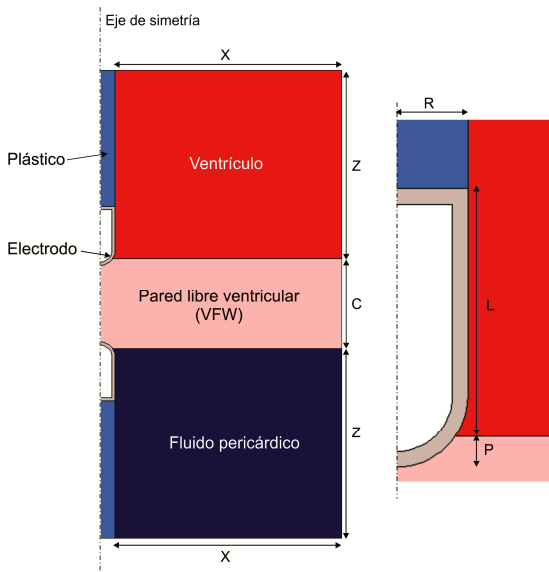 Eje de simetría
X
R
Plástico
Ventrículo
Z
Electrodo
L
Pared libre ventricular
(VFW)
C
P
Fluido pericárdico
Z
X